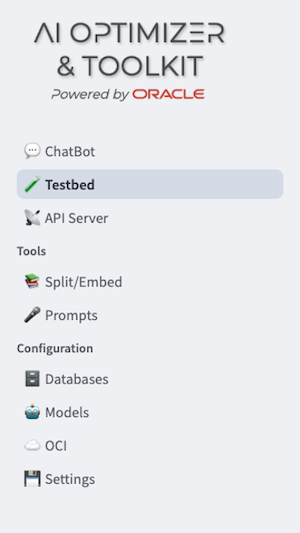 AI OPTIMIZER
& TOOLKIT
Powered by ORACLE
ChatBot
Testbed
API Server
Tools
Split/Embed
Prompts
Configuration
Databases
Models
OCI
Settings